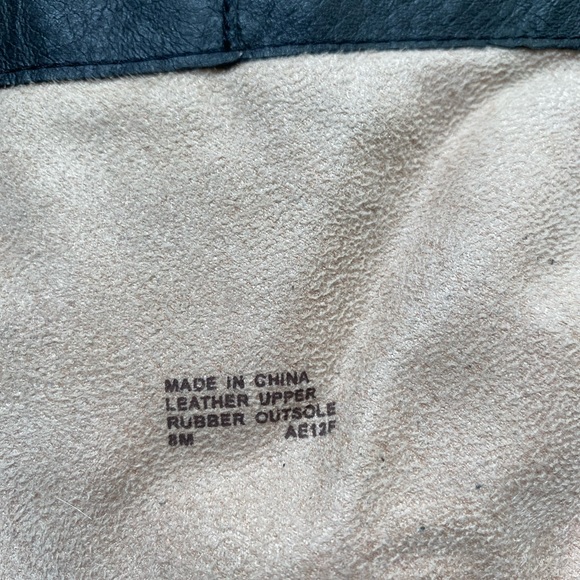 MADE IN CHINA
LEATHER UPPER
RUBBER OUTSOLE
8M AE13F